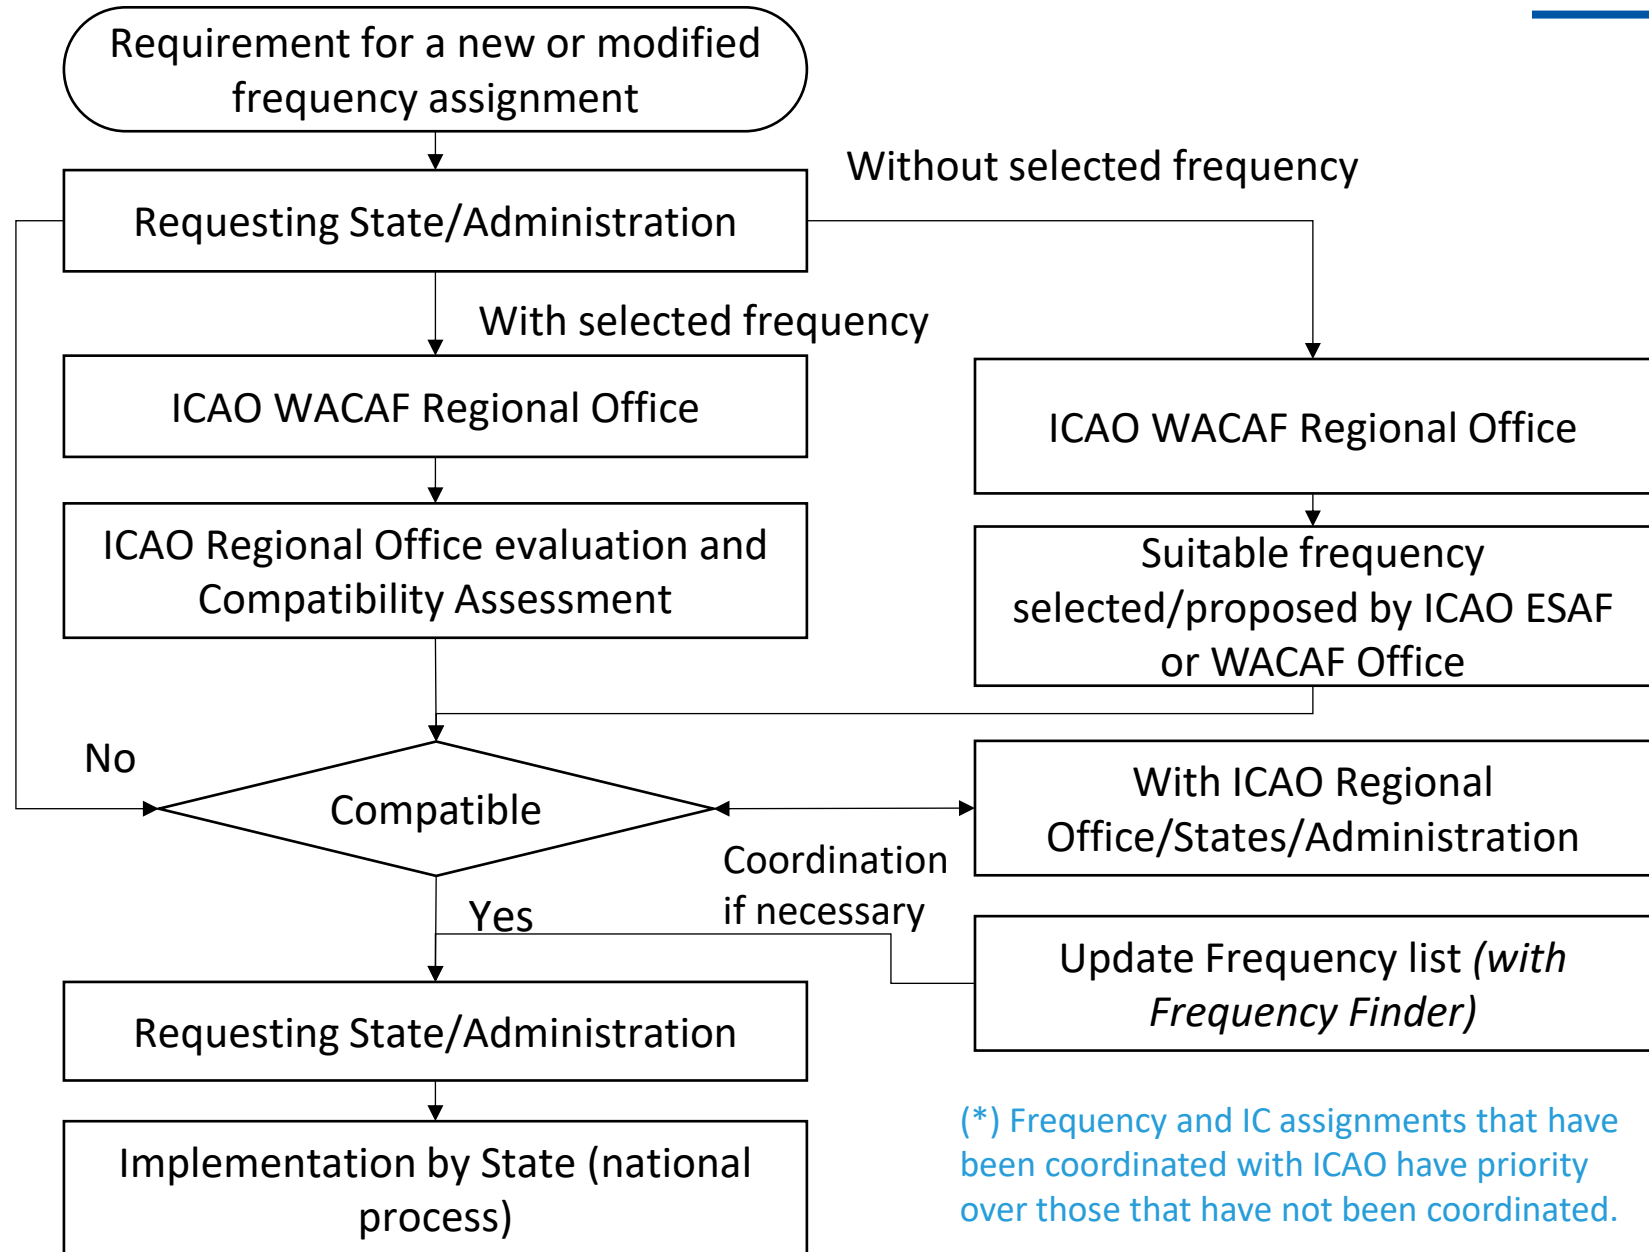 Requirement for a new or modified
frequency assignment
Without selected frequency
Requesting State/Administration
With selected frequency
ICAO WACAF Regional Office
ICAO WACAF Regional Office
ICAO Regional Office evaluation and
Compatibility Assessment
Suitable frequency
selected/proposed by ICAO ESAF
or WACAF Office
No
Compatible
With ICAO Regional
Office/States/Administration
Coordination
if necessary
Yes
Update Frequency list (with
Frequency Finder)
Requesting State/Administration
Implementation by State (national
process)
(*) Frequency and IC assignments that have
been coordinated with ICAO have priority
over those that have not been coordinated.